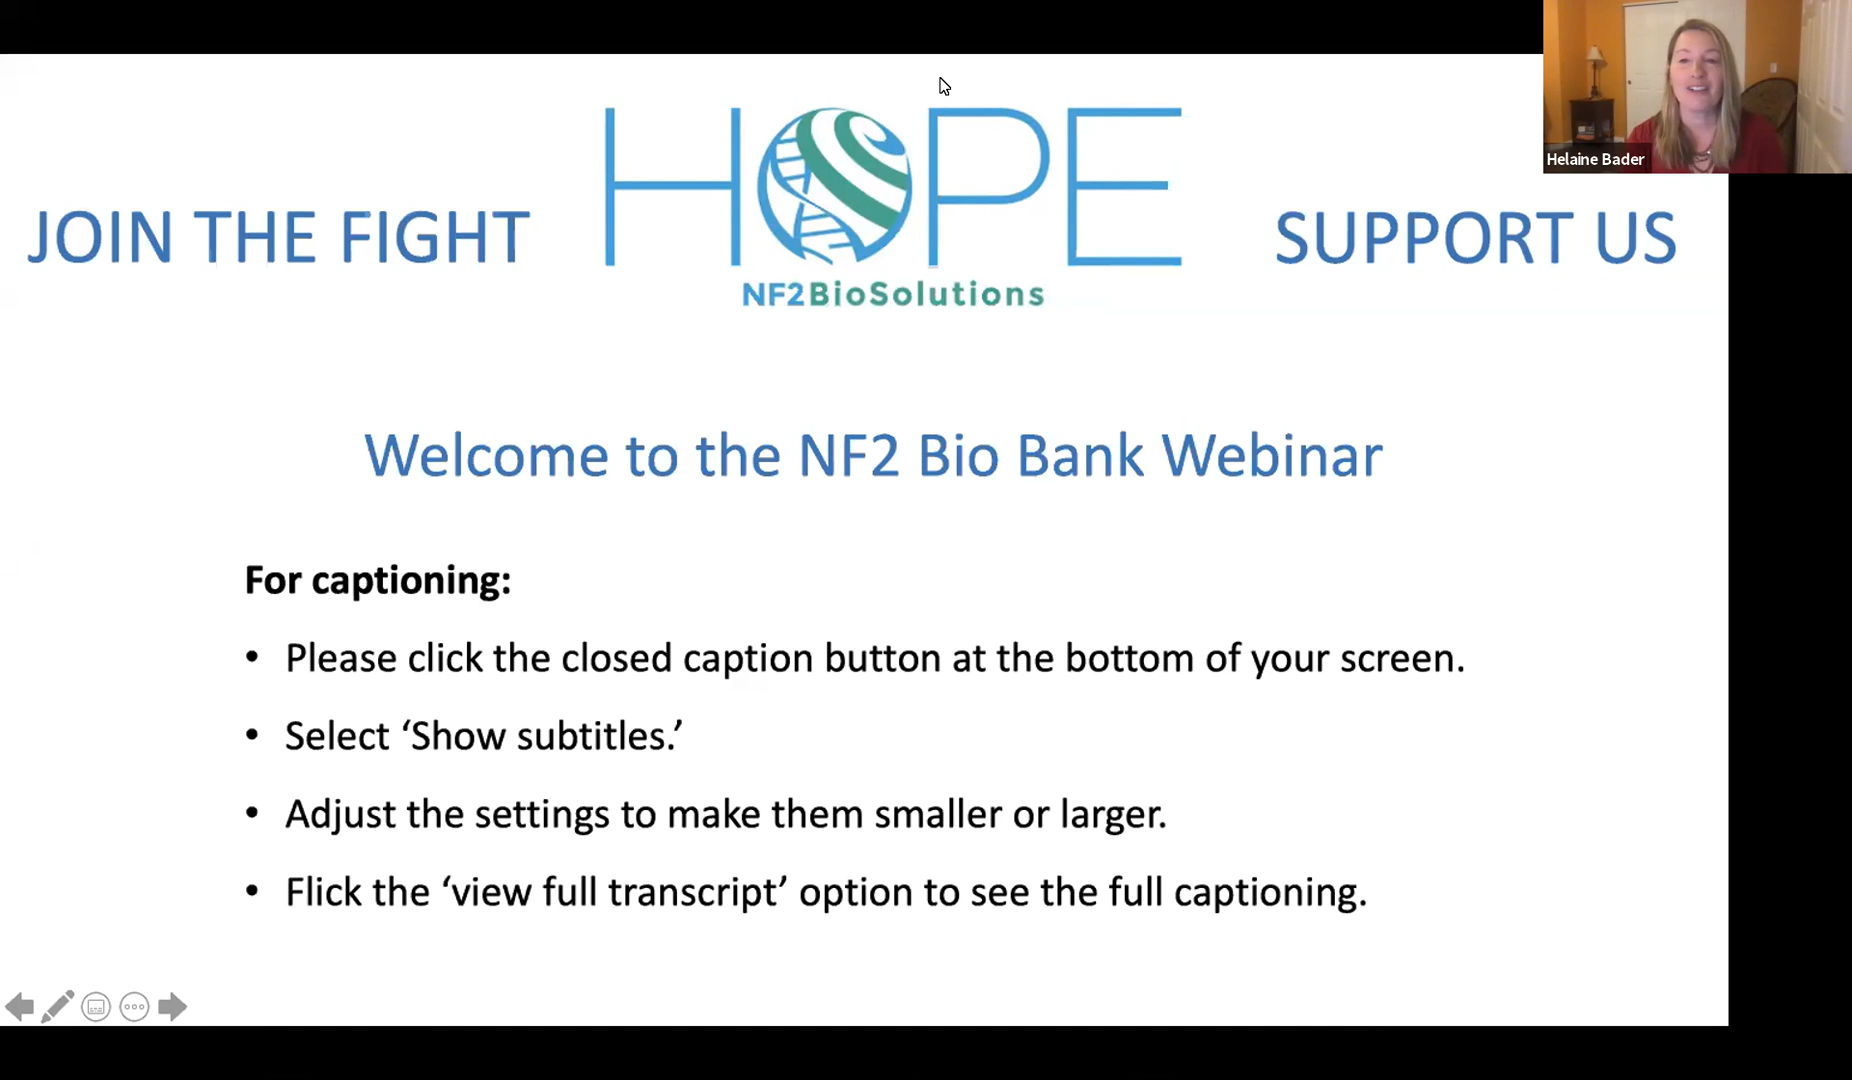 HOPE
NF2BioSolutions
JOIN THE FIGHT
SUPPORT US
Helaine Bader
Welcome to the NF2 Bio Bank Webinar
For captioning:
• Please click the closed caption button at the bottom of your screen.
• Select ‘Show subtitles.’
• Adjust the settings to make them smaller or larger.
• Flick the ‘view full transcript’ option to see the full captioning.